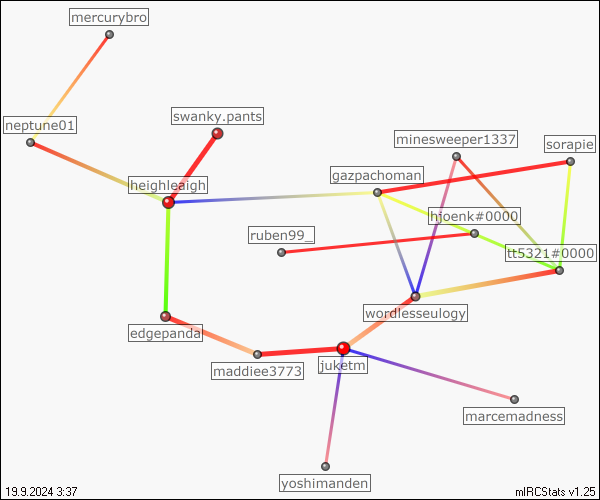 mercurybro
neptune01
swanky.pants
minesweeper1337
sorapie
gazpachoman
heighleaigh
hjoenk#0000
ruben99_
tt5321#0000
wordlesseulogy
edgepanda
juketm
maddiee3773
marcemadness
yoshimanden
19.9.2024 3:37
mIRCStats v1.25